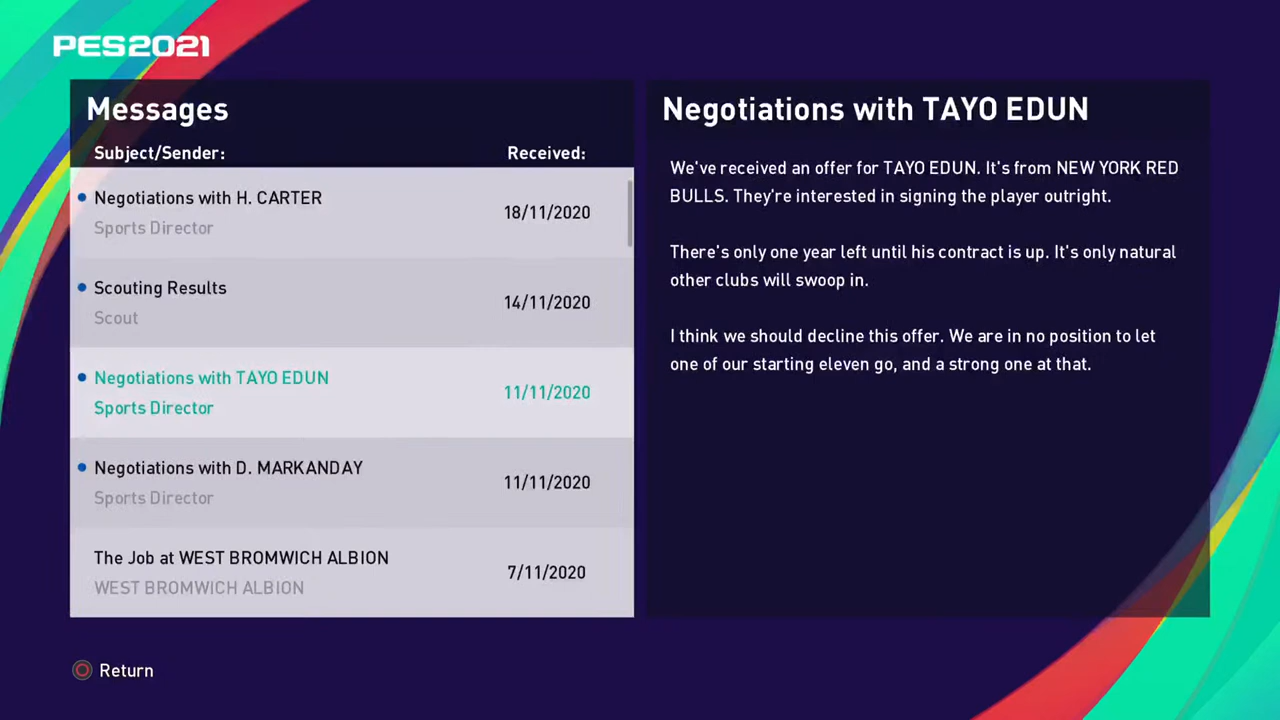 PES2021
Messages
Subject/Sender:
Received:
Negotiations with H. CARTER
Sports Director
18/11/2020
Scouting Results
Scout
14/11/2020
Negotiations with TAYO EDUN
Sports Director
11/11/2020
Negotiations with D. MARKANDAY
Sports Director
11/11/2020
The Job at WEST BROMWICH ALBION
WEST BROMWICH ALBION
7/11/2020
Negotiations with TAYO EDUN
We've received an offer for TAYO EDUN. It's from NEW YORK RED
BULLS. They're interested in signing the player outright.
There's only one year left until his contract is up. It's only natural
other clubs will swoop in.
I think we should decline this offer. We are in no position to let
one of our starting eleven go, and a strong one at that.
Return